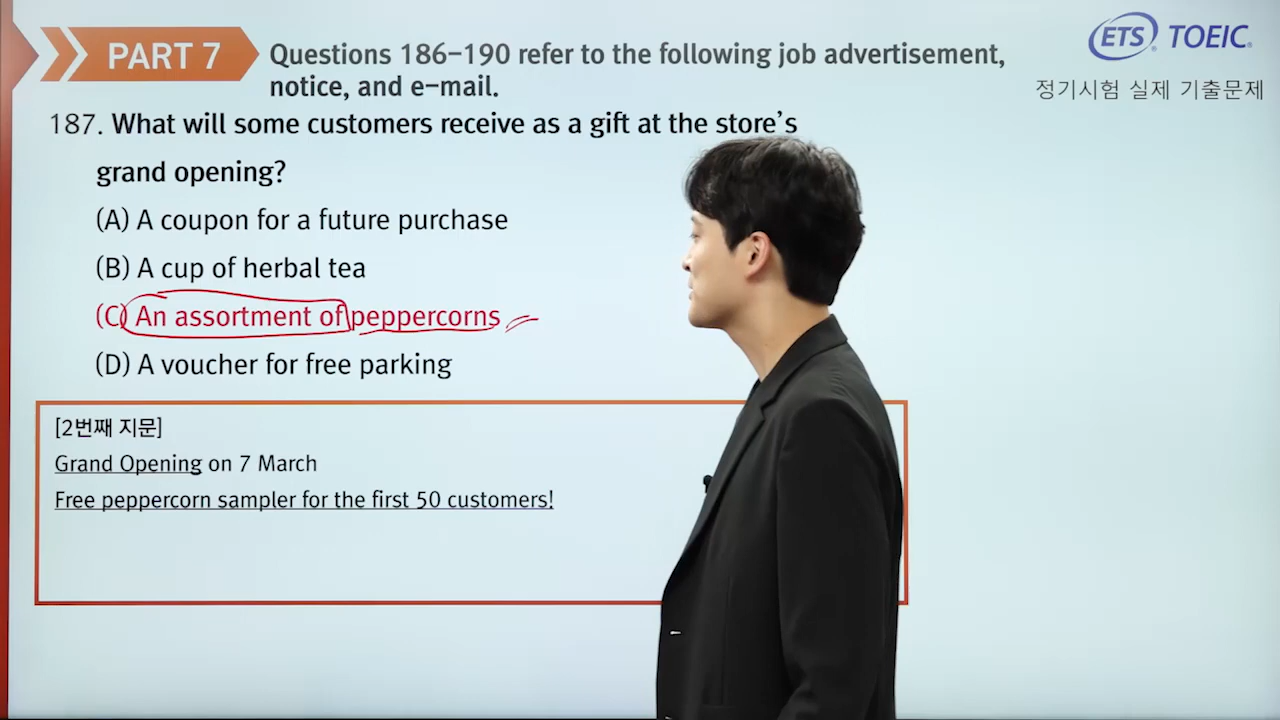 PART 7
Questions 186–190 refer to the following job advertisement,
notice, and e-mail.
ETS TOEIC
정기시험 실제 기출문제
187. What will some customers receive as a gift at the store's
grand opening?
(A) A coupon for a future purchase
(B) A cup of herbal tea
(C) An assortment of peppercorns
(D) A voucher for free parking
[2번째 지문]
Grand Opening on 7 March
Free peppercorn sampler for the first 50 customers!